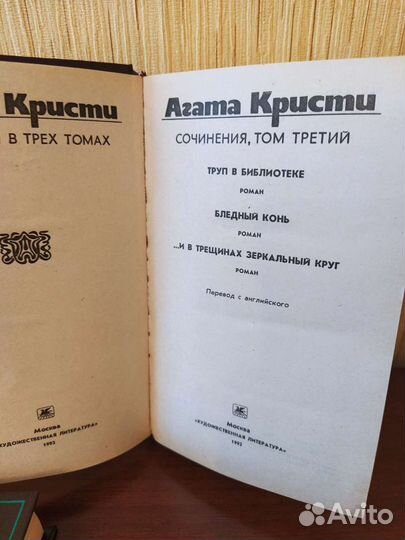 Кристи
В ТРЕХ ТОМАХ
Москва
«ХУДОЖЕСТВЕННАЯ ЛИТЕРАТУРА»
1992
Агата Кристи
СОЧИНЕНИЯ, ТОМ ТРЕТИЙ
ТРУП В БИБЛИОТЕКЕ
РОМАН
БЛЕДНЫЙ КОНЬ
РОМАН
...И В ТРЕЩИНАХ ЗЕРКАЛЬНЫЙ КРУГ
РОМАН
Перевод с английского
Москва
«ХУДОЖЕСТВЕННАЯ ЛИТЕРАТУРА»
1992
Avito